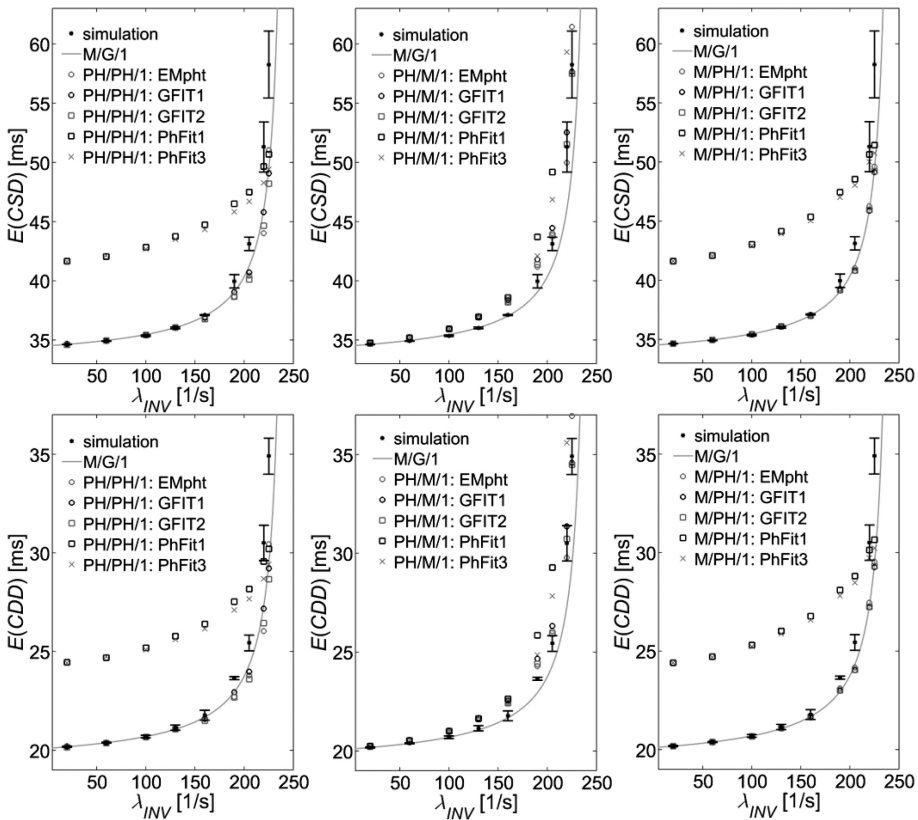 60
55
50
45
40
35
E(CSD) [ms]
simulation
M/G/1
PH/PH/1: EMpht
PH/PH/1: GFIT1
PH/PH/1: GFIT2
PH/PH/1: PhFit1
PH/PH/1: PhFit3
50 100 150 200 250
λINV [1/s]
60
55
50
45
40
35
E(CSD) [ms]
simulation
M/G/1
PH/M/1: EMpht
PH/M/1: GFIT1
PH/M/1: GFIT2
PH/M/1: PhFit1
PH/M/1: PhFit3
50 100 150 200 250
λINV [1/s]
60
55
50
45
40
35
E(CSD) [ms]
simulation
M/G/1
M/PH/1: EMpht
M/PH/1: GFIT1
M/PH/1: GFIT2
M/PH/1: PhFit1
M/PH/1: PhFit3
50 100 150 200 250
λINV [1/s]
35
30
25
20
E(CDD) [ms]
simulation
M/G/1
PH/PH/1: EMpht
PH/PH/1: GFIT1
PH/PH/1: GFIT2
PH/PH/1: PhFit1
PH/PH/1: PhFit3
50 100 150 200 250
λINV [1/s]
35
30
25
20
E(CDD) [ms]
simulation
M/G/1
PH/M/1: EMpht
PH/M/1: GFIT1
PH/M/1: GFIT2
PH/M/1: PhFit1
PH/M/1: PhFit3
50 100 150 200 250
λINV [1/s]
35
30
25
20
E(CDD) [ms]
simulation
M/G/1
M/PH/1: EMpht
M/PH/1: GFIT1
M/PH/1: GFIT2
M/PH/1: PhFit1
M/PH/1: PhFit3
50 100 150 200 250
λINV [1/s]